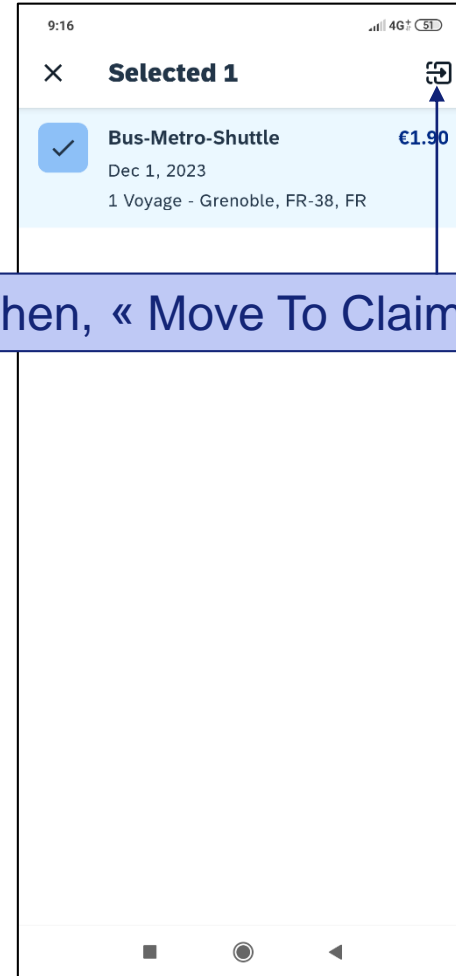 9:16 4G+ 51
Selected 1
Bus-Metro-Shuttle €1.90
Dec 1, 2023
1 Voyage - Grenoble, FR-38, FR
hen, « Move To Claim